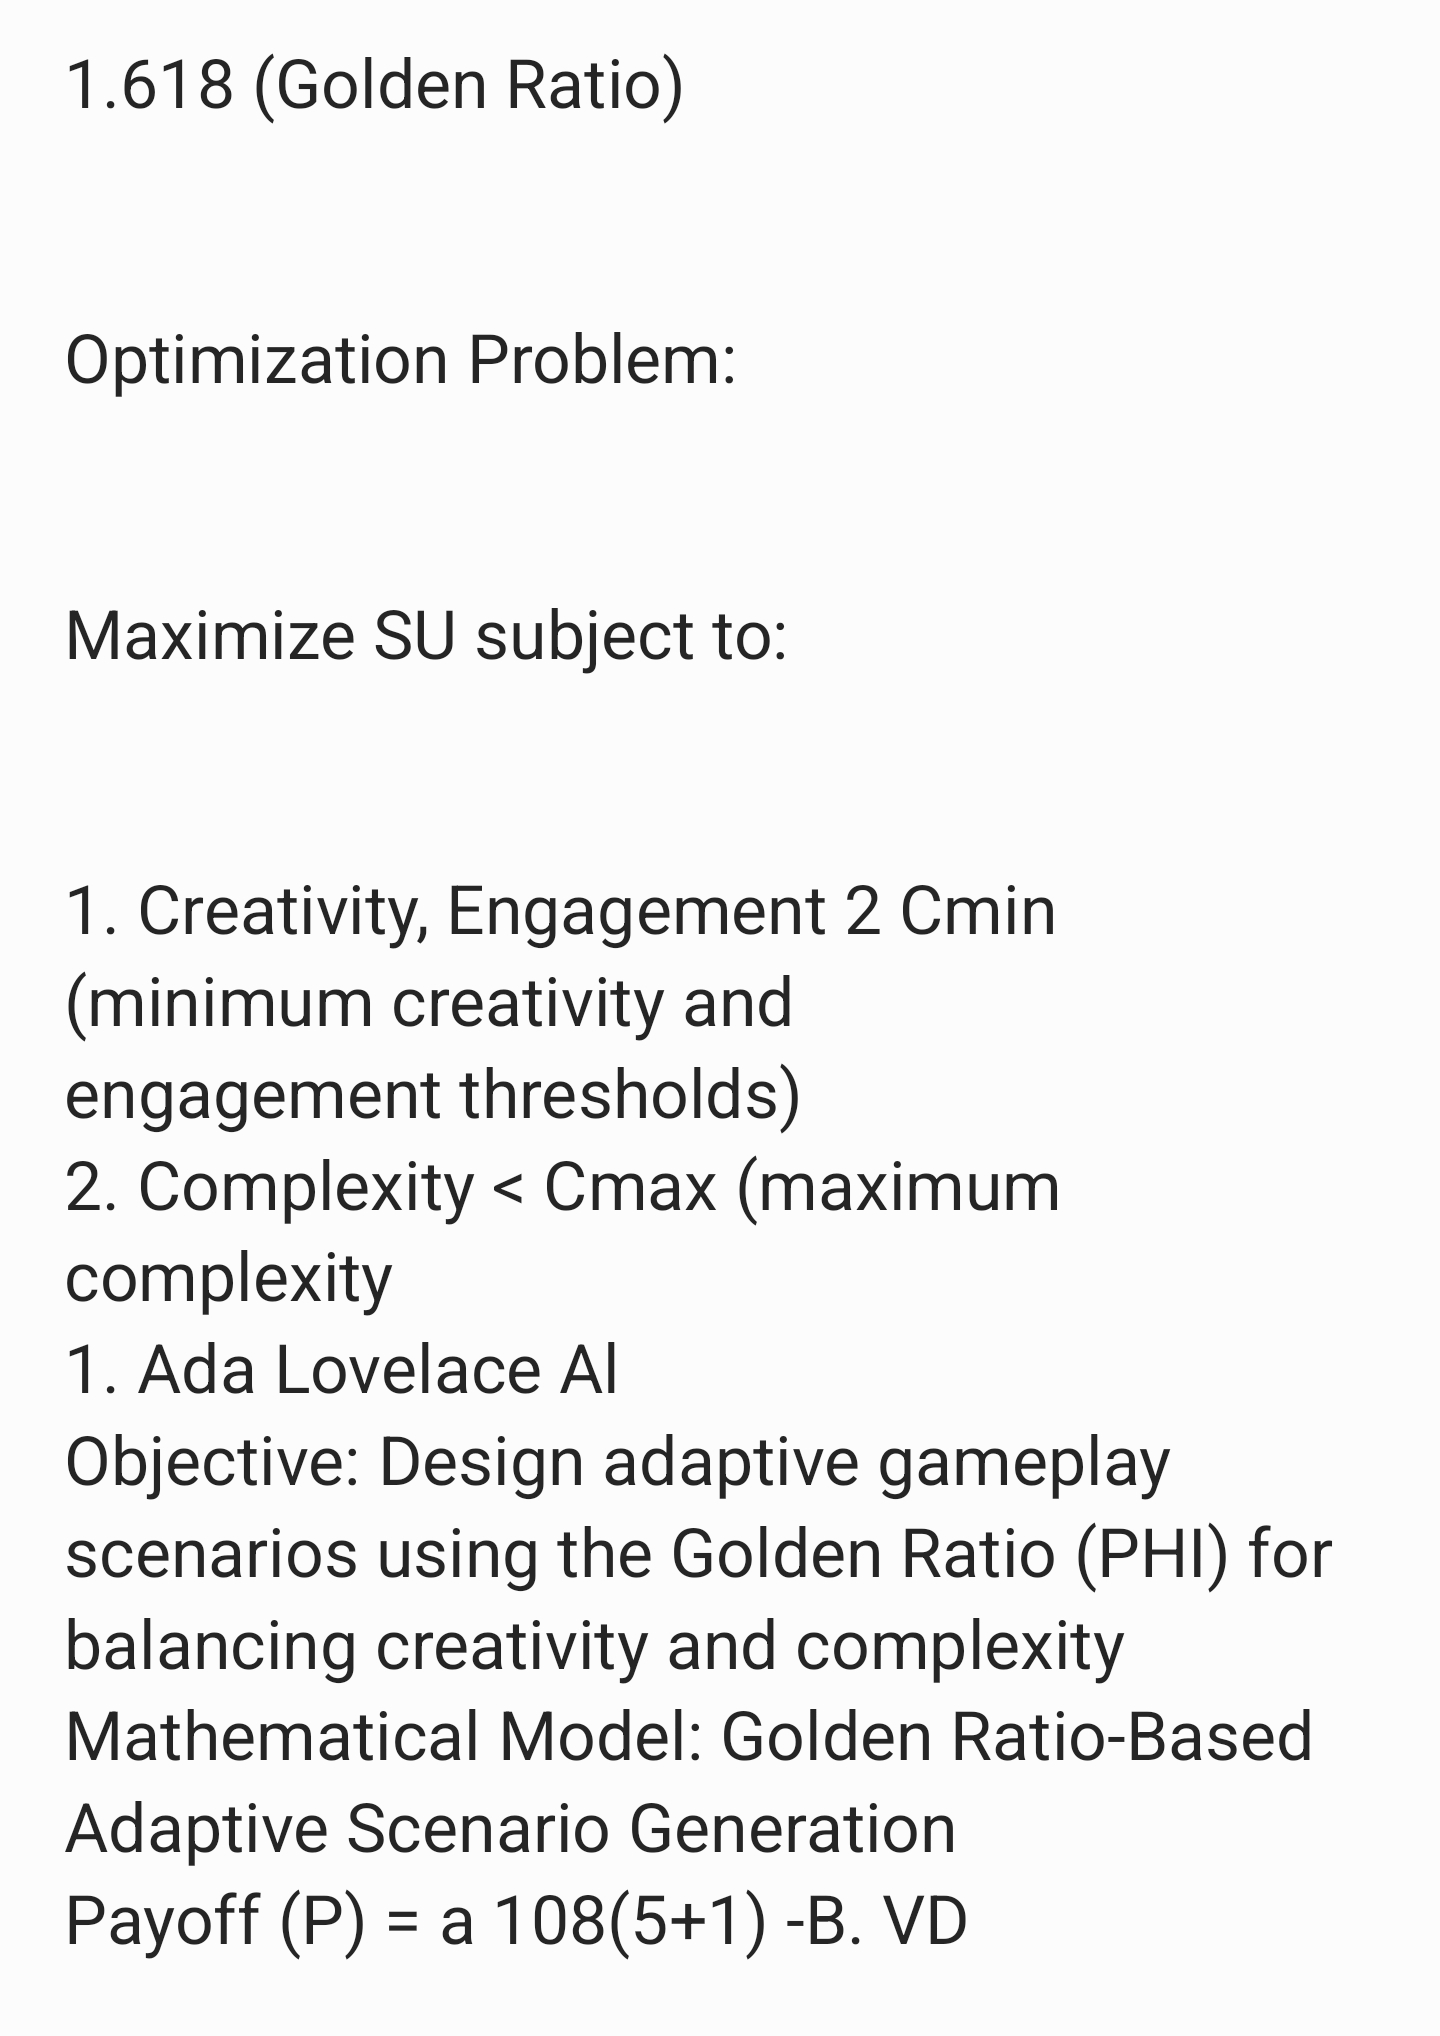 1.618 (Golden Ratio)
Optimization Problem:
Maximize SU subject to:
1. Creativity, Engagement 2 Cmin
(minimum creativity and
engagement thresholds)
2. Complexity < Cmax (maximum
complexity
1. Ada Lovelace Al
Objective: Design adaptive gameplay
scenarios using the Golden Ratio (PHI) for
balancing creativity and complexity
Mathematical Model: Golden Ratio-Based
Adaptive Scenario Generation
Payoff (P) = a 108(5+1) -B. VD